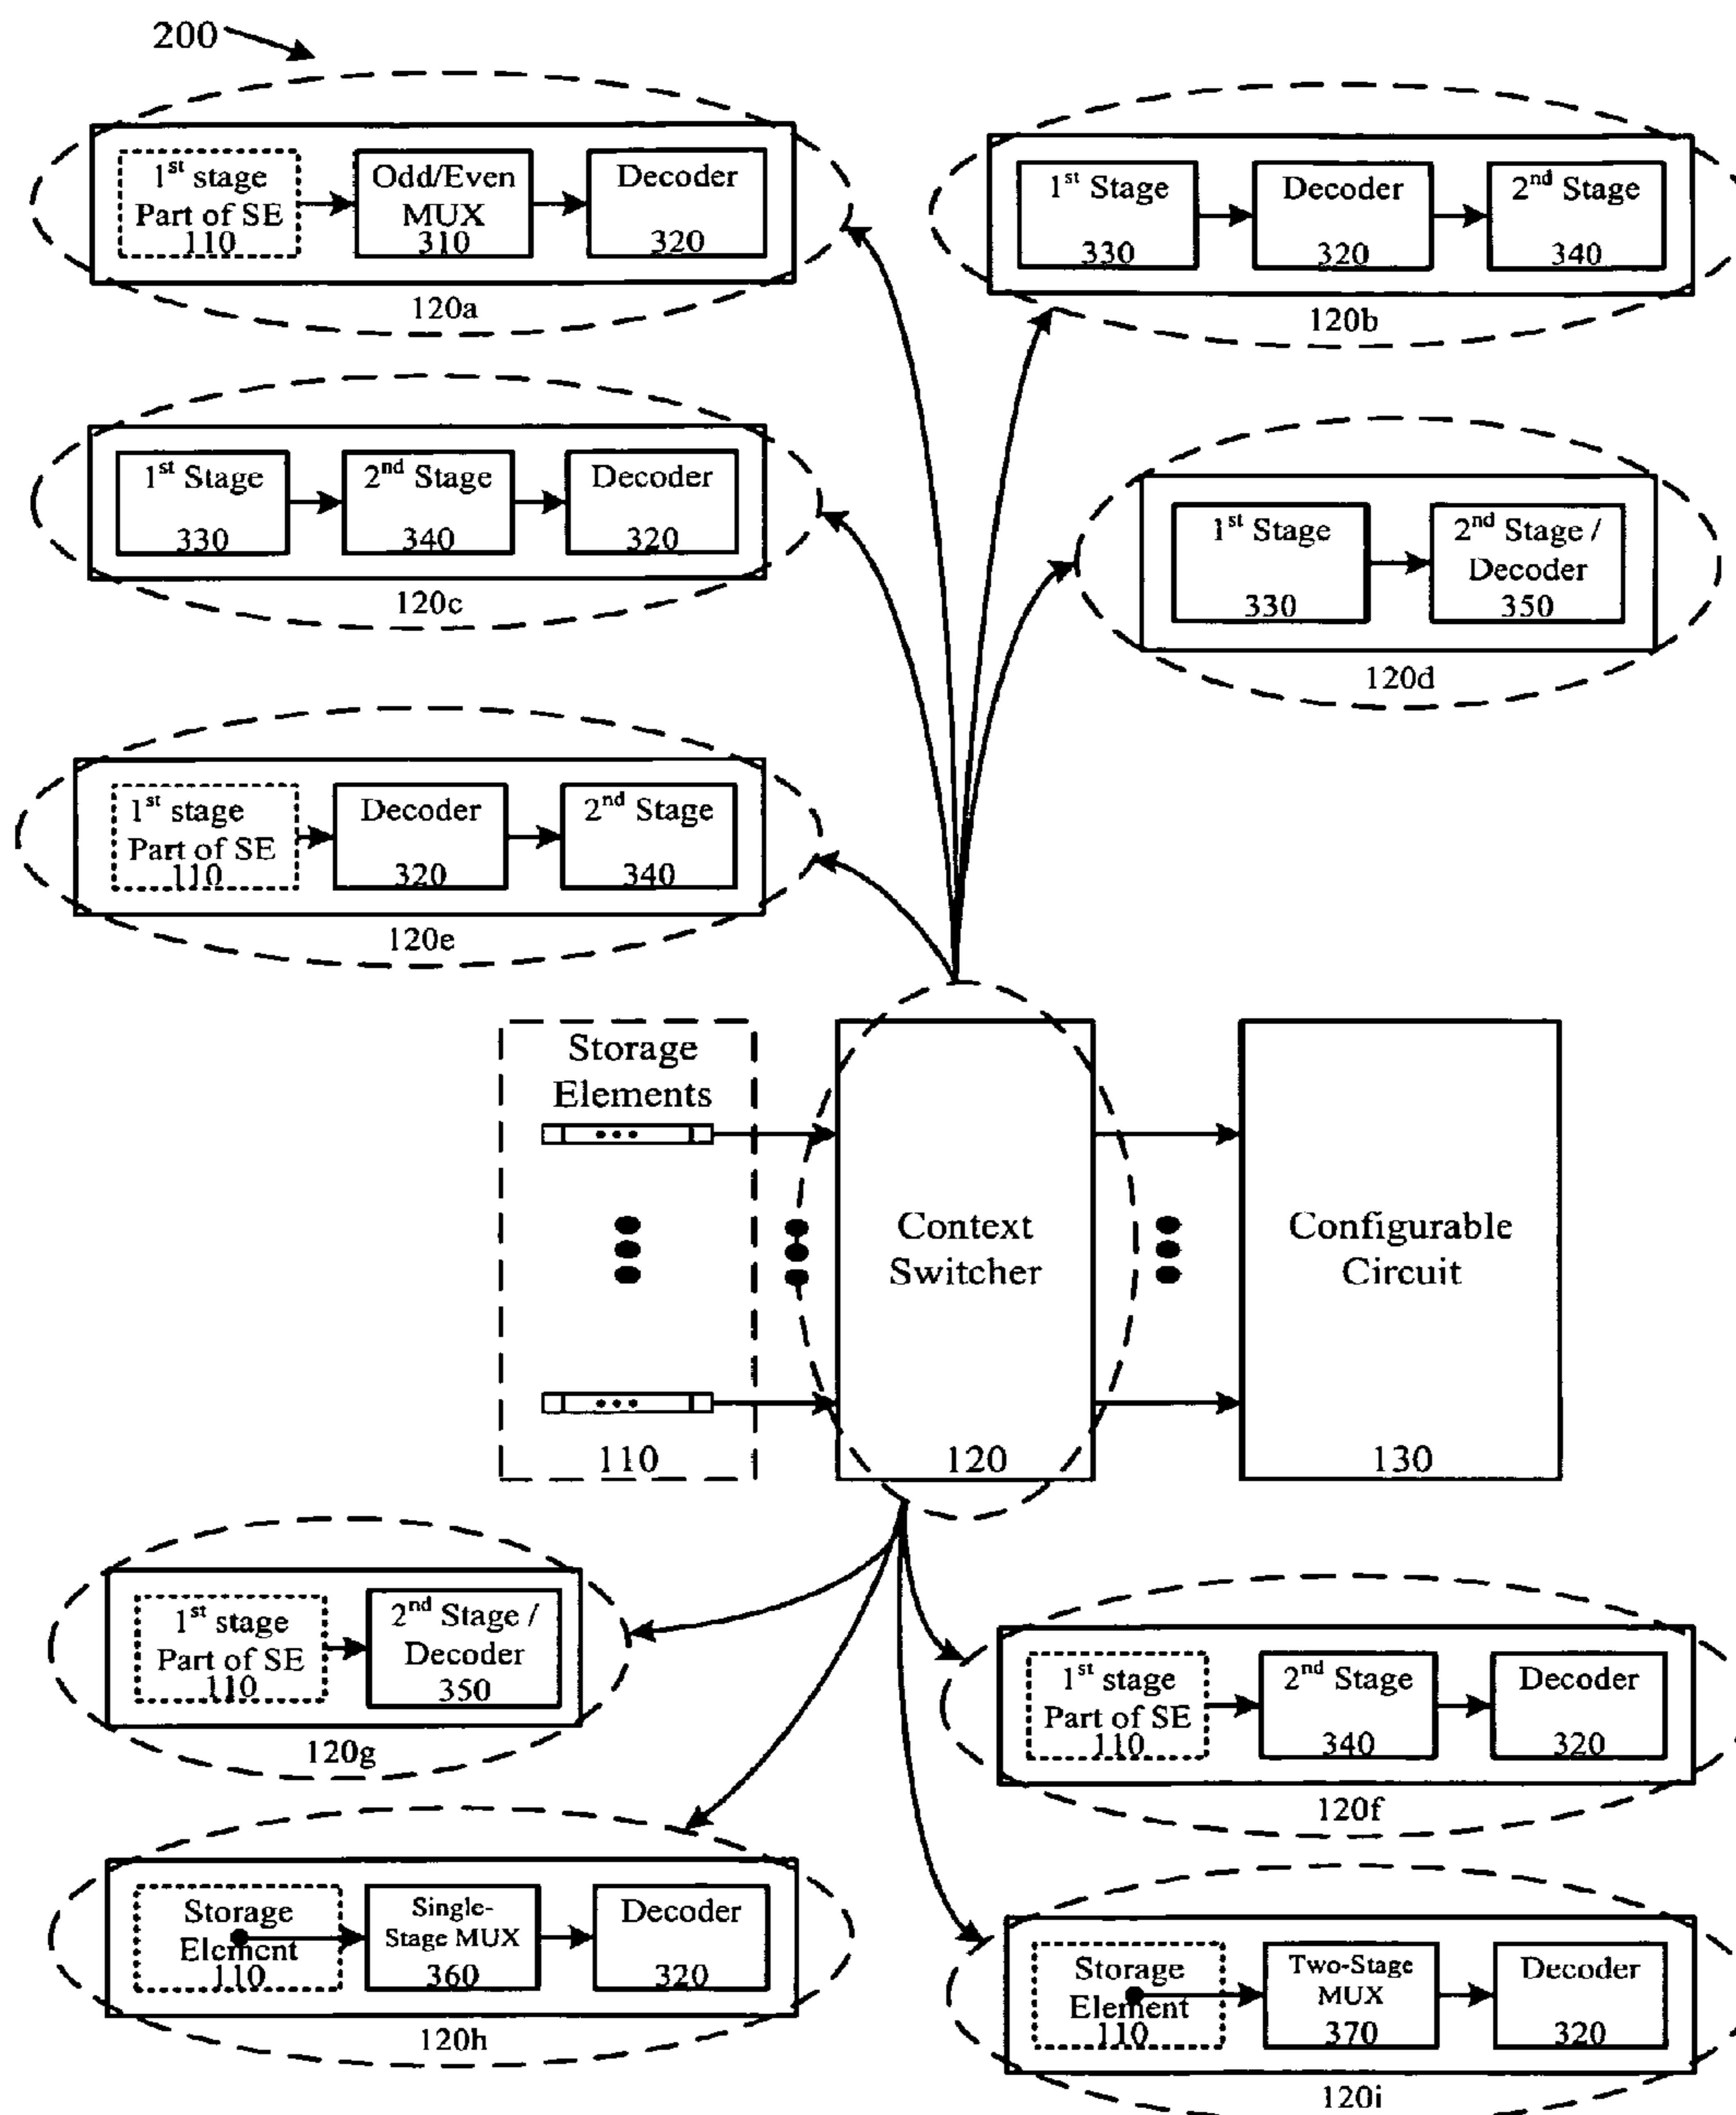 200
1st stage
Part of SE
110
Odd/Even
MUX
310
Decoder
320
120a
1st Stage
330
Decoder
320
2nd Stage
340
120b
1st Stage
330
2nd Stage
340
Decoder
320
120c
1st Stage
330
2nd Stage /
Decoder
350
120d
1st stage
Part of SE
110
Decoder
320
2nd Stage
340
120e
Storage
Elements
110
Context
Switcher
120
Configurable
Circuit
130
1st stage
Part of SE
110
2nd Stage /
Decoder
350
120g
1st stage
Part of SE
110
2nd Stage
340
Decoder
320
120f
Storage
Element
110
Single-
Stage MUX
360
Decoder
320
120h
Storage
Element
110
Two-Stage
MUX
370
Decoder
320
120i